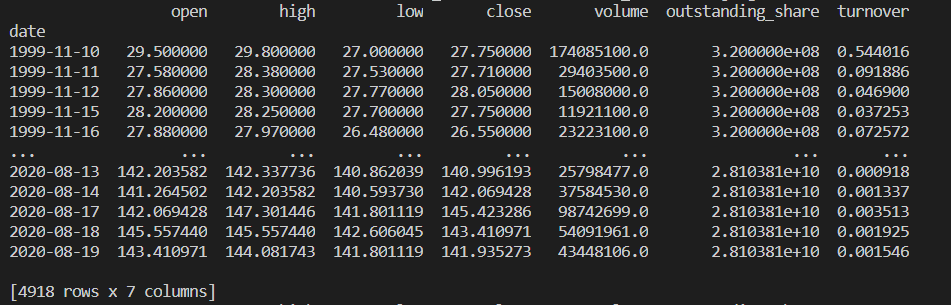 open high low close volume outstanding_share turnover
date
1999-11-10 29.500000 29.800000 27.000000 27.750000 174085100.0 3.200000e+08 0.544016
1999-11-11 27.580000 28.380000 27.530000 27.710000 29403500.0 3.200000e+08 0.091886
1999-11-12 27.860000 28.300000 27.770000 28.050000 15008000.0 3.200000e+08 0.046900
1999-11-15 28.200000 28.250000 27.700000 27.750000 11921100.0 3.200000e+08 0.037253
1999-11-16 27.880000 27.970000 26.480000 26.550000 23223100.0 3.200000e+08 0.072572
... ... ... ... ... ... ... ...
2020-08-13 142.203582 142.337736 140.862039 140.996193 25798477.0 2.810381e+10 0.000918
2020-08-14 141.264502 142.203582 140.593730 142.069428 37584530.0 2.810381e+10 0.001337
2020-08-17 142.069428 147.301446 141.801119 145.423286 98742699.0 2.810381e+10 0.003513
2020-08-18 145.557440 145.557440 142.606045 143.410971 54091961.0 2.810381e+10 0.001925
2020-08-19 143.410971 144.081743 141.801119 141.935273 43448106.0 2.810381e+10 0.001546
[4918 rows x 7 columns]